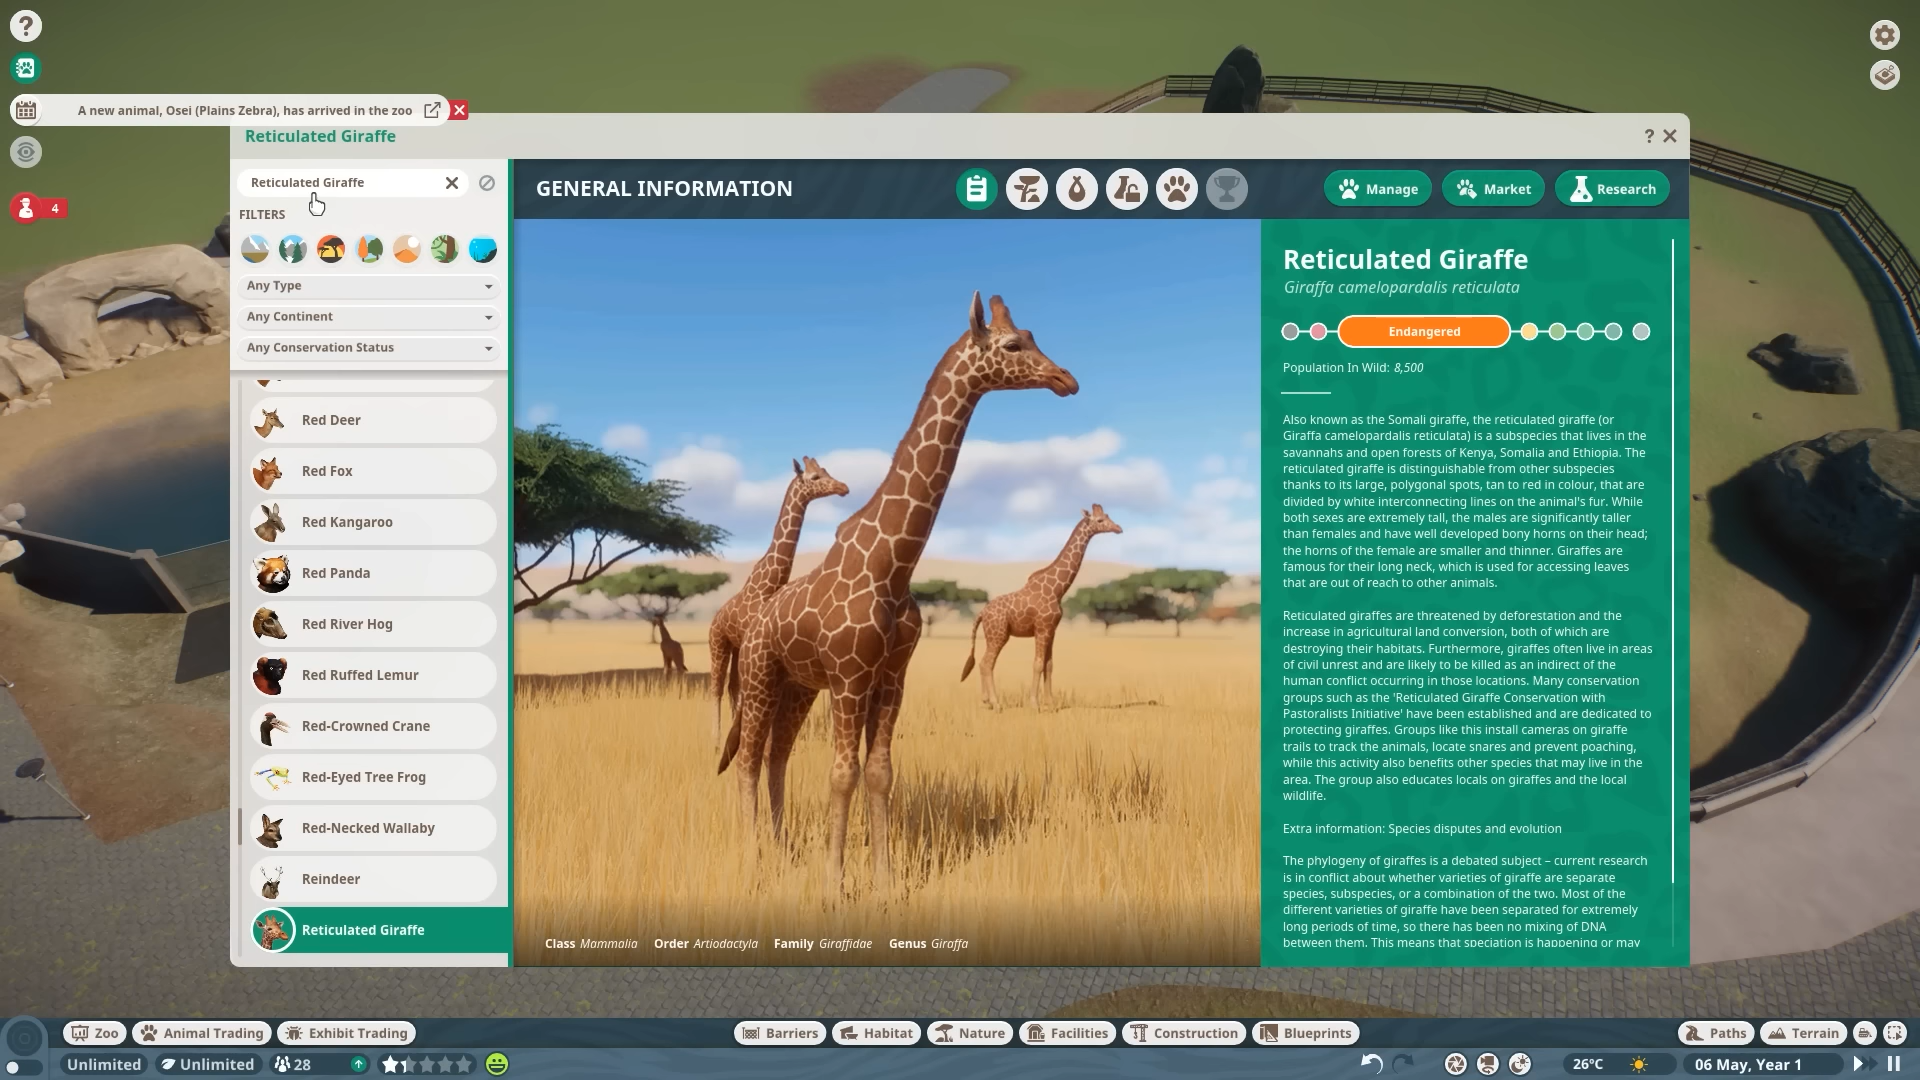 ?
A new animal, Osei (Plains Zebra), has arrived in the zoo
4
Reticulated Giraffe
?
Reticulated Giraffe
FILTERS
Any Type
Any Continent
Any Conservation Status
Red Deer
Red Fox
Red Kangaroo
Red Panda
Red River Hog
Red Ruffed Lemur
Red-Crowned Crane
Red-Eyed Tree Frog
Red-Necked Wallaby
Reindeer
Reticulated Giraffe
GENERAL INFORMATION
Manage
Market
Research
Class Mammalia Order Artiodactyla Family Giraffidae Genus Giraffa
Reticulated Giraffe
Giraffa camelopardalis reticulata
Endangered
Population In Wild: 8,500
Also known as the Somali giraffe, the reticulated giraffe (or
Giraffa camelopardalis reticulata) is a subspecies that lives in the
savannahs and open forests of Kenya, Somalia and Ethiopia. The
reticulated giraffe is distinguishable from other subspecies
thanks to its large, polygonal spots, tan to red in colour, that are
divided by white interconnecting lines on the animal's fur. While
both sexes are extremely tall, the males are significantly taller
than females and have well developed bony horns on their head;
the horns of the female are smaller and thinner. Giraffes are
famous for their long neck, which is used for accessing leaves
that are out of reach to other animals.
Reticulated giraffes are threatened by deforestation and the
increase in agricultural land conversion, both of which are
destroying their habitats. Furthermore, giraffes often live in areas
of civil unrest and are likely to be killed as an indirect of the
human conflict occurring in those locations. Many conservation
groups such as the 'Reticulated Giraffe Conservation with
Pastoralists Initiative' have been established and are dedicated to
protecting giraffes. Groups like this install cameras on giraffe
trails to track the animals, locate snares and prevent poaching,
while this activity also benefits other species that may live in the
area. The group also educates locals on giraffes and the local
wildlife.
Extra information: Species disputes and evolution
The phylogeny of giraffes is a debated subject – current research
is in conflict about whether varieties of giraffe are separate
species, subspecies, or a combination of the two. Most of the
different varieties of giraffe have been separated for extremely
long periods of time, so there has been no mixing of DNA
between them. This means that speciation is happening or may
Zoo
Animal Trading
Exhibit Trading
Barriers
Habitat
Nature
Facilities
Construction
Blueprints
Paths
Terrain
Unlimited
Unlimited
28
26°C
06 May, Year 1